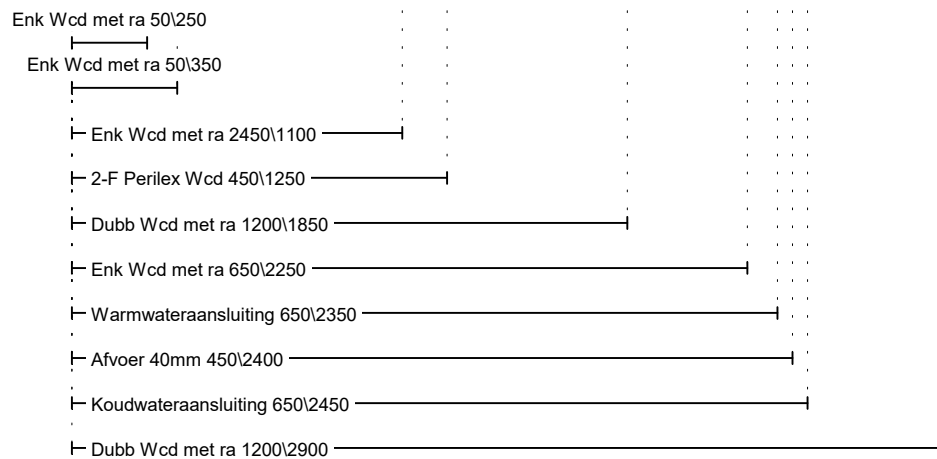 Enk Wcd met ra 50\250
Enk Wcd met ra 50\350
Enk Wcd met ra 2450\1100
2-F Perilex Wcd 450\1250
Dubb Wcd met ra 1200\1850
Enk Wcd met ra 650\2250
Warmwateraansluiting 650\2350
Afvoer 40mm 450\2400
Koudwateraansluiting 650\2450
Dubb Wcd met ra 1200\2900